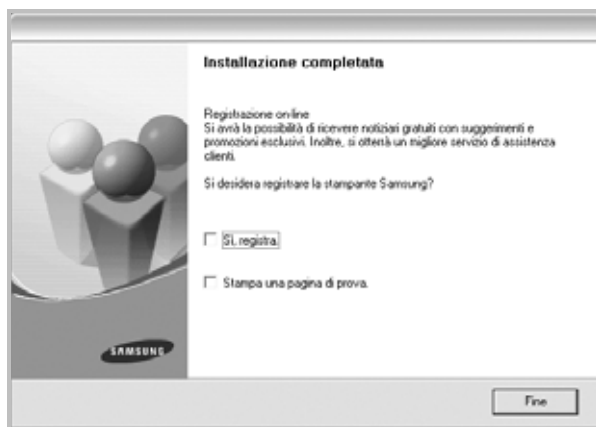 Installazione completata
Registrazione on-line
Si avrà la possibilità di ricevere notiziari gratuiti con suggerimenti e
promozioni esclusivi. Inoltre, si otterrà un migliore servizio di assistenza
clienti.
Si desidera registrare la stampante Samsung?
Sì, registra.
Stampa una pagina di prova.
SAMSUNG
Fine